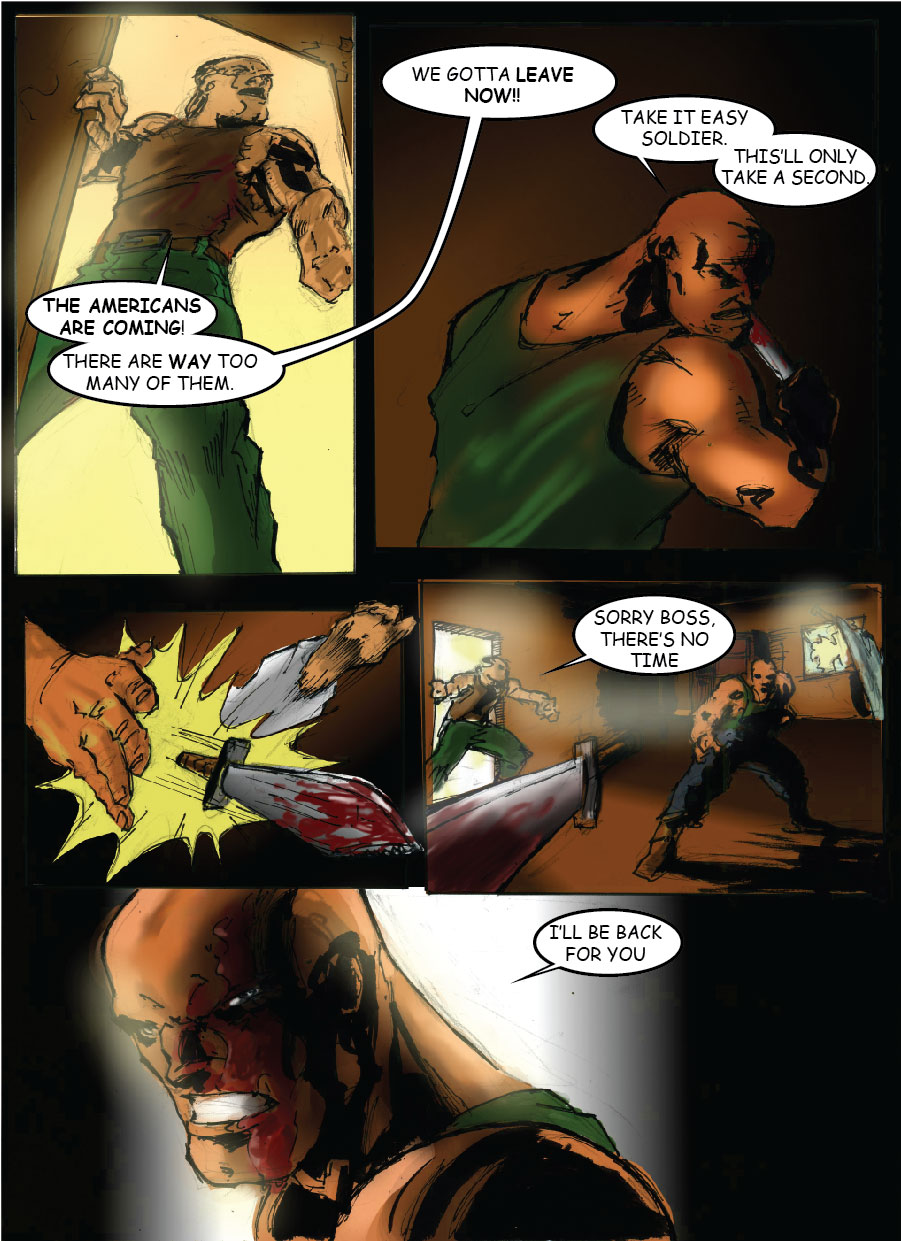 THE AMERICANS
ARE COMING!
THERE ARE WAY TOO
MANY OF THEM.
WE GOTTA LEAVE
NOW!!
TAKE IT EASY
SOLDIER.
THIS'LL ONLY
TAKE A SECOND.
SORRY BOSS,
THERE'S NO
TIME
I'LL BE BACK
FOR YOU